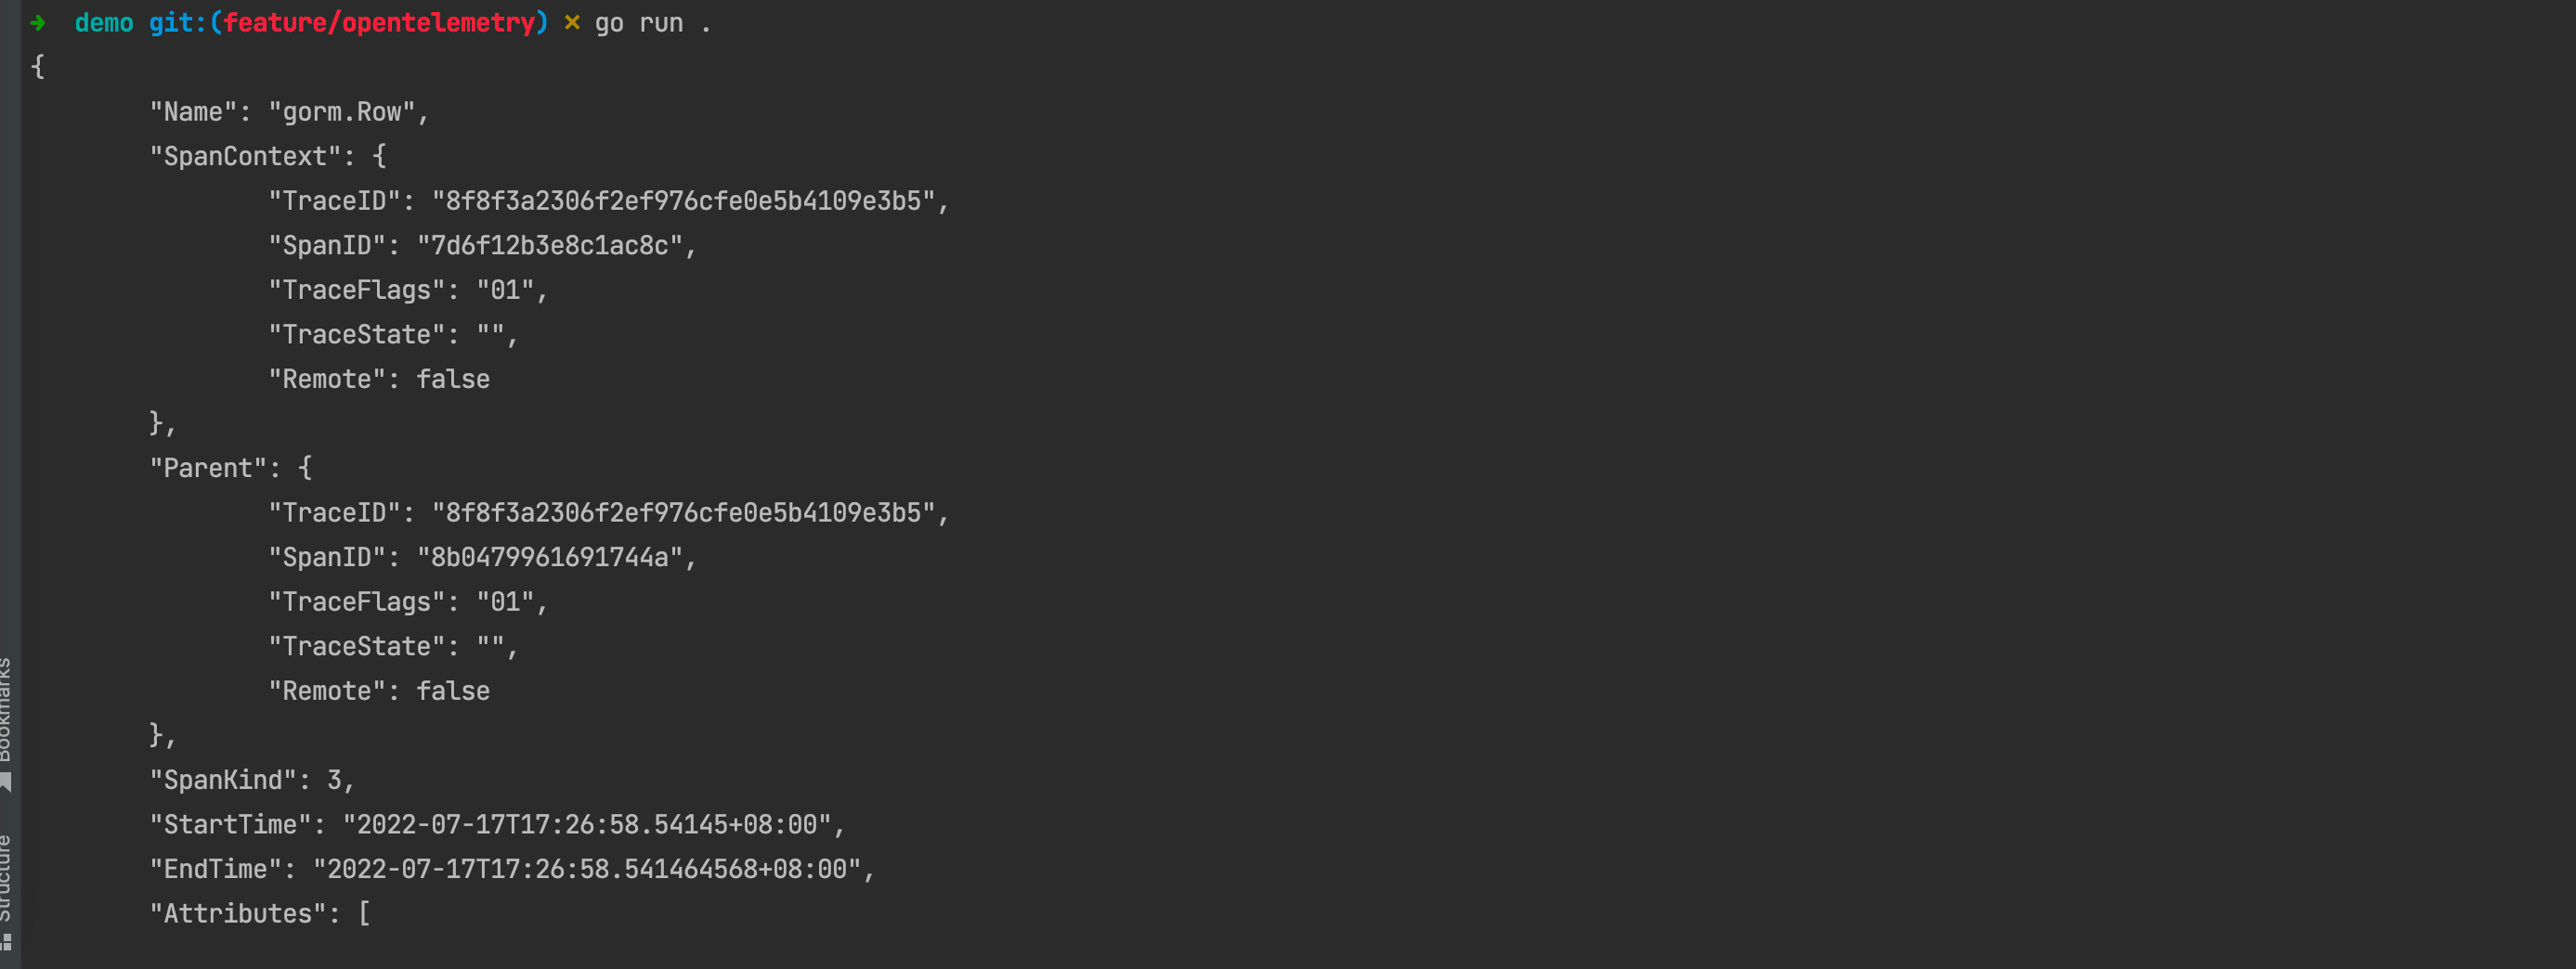 ➜  demo git:(feature/opentelemetry) ✗ go run .
{
        "Name": "gorm.Row",
        "SpanContext": {
                "TraceID": "8f8f3a2306f2ef976cfe0e5b4109e3b5",
                "SpanID": "7d6f12b3e8c1ac8c",
                "TraceFlags": "01",
                "TraceState": "",
                "Remote": false
        },
        "Parent": {
                "TraceID": "8f8f3a2306f2ef976cfe0e5b4109e3b5",
                "SpanID": "8b0479961691744a",
                "TraceFlags": "01",
                "TraceState": "",
                "Remote": false
        },
        "SpanKind": 3,
        "StartTime": "2022-07-17T17:26:58.54145+08:00",
        "EndTime": "2022-07-17T17:26:58.541464568+08:00",
        "Attributes": [
Bookmarks
Structure